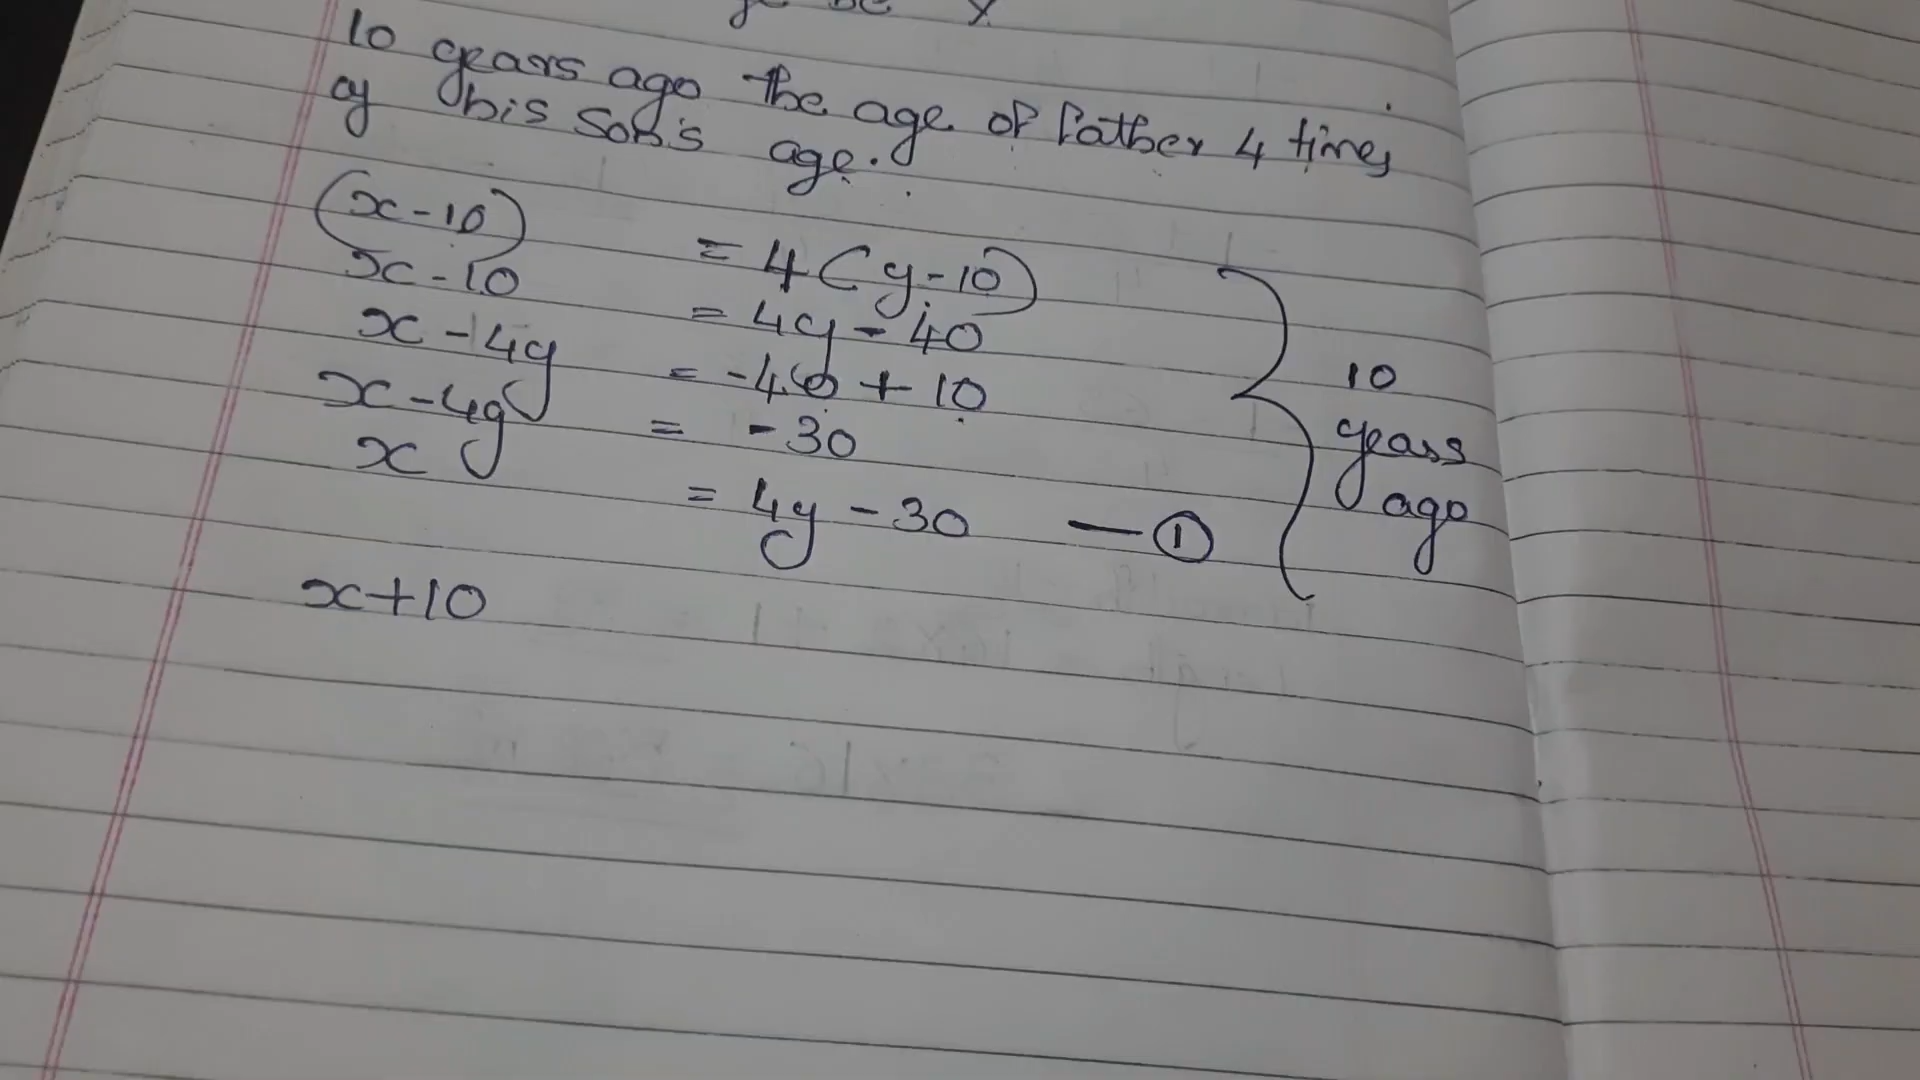 be
10 years ago the age of father 4 times
of his son's age.
(x-10) = 4(y-10)
x-10 = 4y-40
x-4y = -40+10
x-4y = -30
x = 4y-30 — ①
10
years
ago
x+10